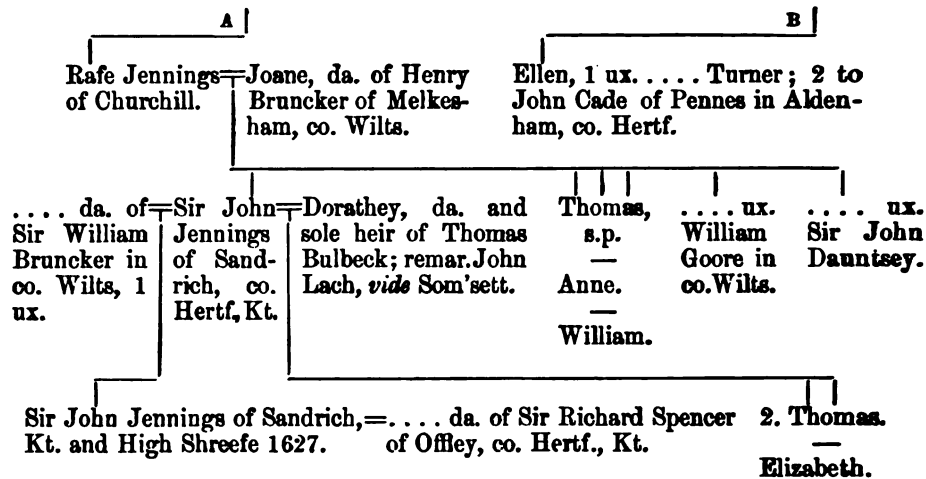 A B
Rafe Jennings=Joane, da. of Henry
of Churchill. Bruncker of Melkes-
ham, co. Wilts.
Ellen, 1 ux. . . . . . Turner; 2 to
John Cade of Pennes in Alden-
ham, co. Hertf.
. . . . da. of=Sir John=Dorathey, da. and
Sir William Jennings sole heir of Thomas
Bruncker in of Sand- Bulbeck; remar. John
co. Wilts, 1 rich, co. Lach, vide Som'sett.
ux. Hertf, Kt.
Thomas,
s.p.
—
Anne.
—
William.
. . . . ux.
William
Goore in
co. Wilts.
. . . . ux.
Sir John
Dauntsey.
Sir John Jennings of Sandrich,=. . . . da. of Sir Richard Spencer
Kt. and High Shreefe 1627. of Offley, co. Hertf., Kt.
2. Thomas.
—
Elizabeth.